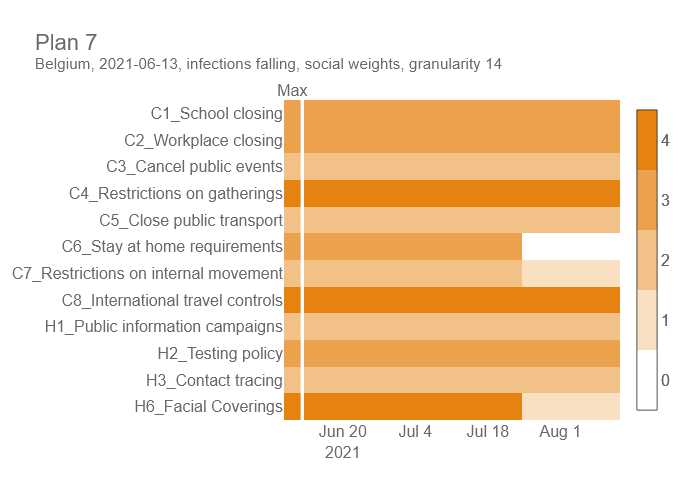 Plan 7
Belgium, 2021-06-13, infections falling, social weights, granularity 14
Max
C1_School closing
C2_Workplace closing
C3_Cancel public events
C4_Restrictions on gatherings
C5_Close public transport
C6_Stay at home requirements
C7_Restrictions on internal movement
C8_International travel controls
H1_Public information campaigns
H2_Testing policy
H3_Contact tracing
H6_Facial Coverings
4
3
2
1
0
Jun 20 Jul 4 Jul 18 Aug 1
2021